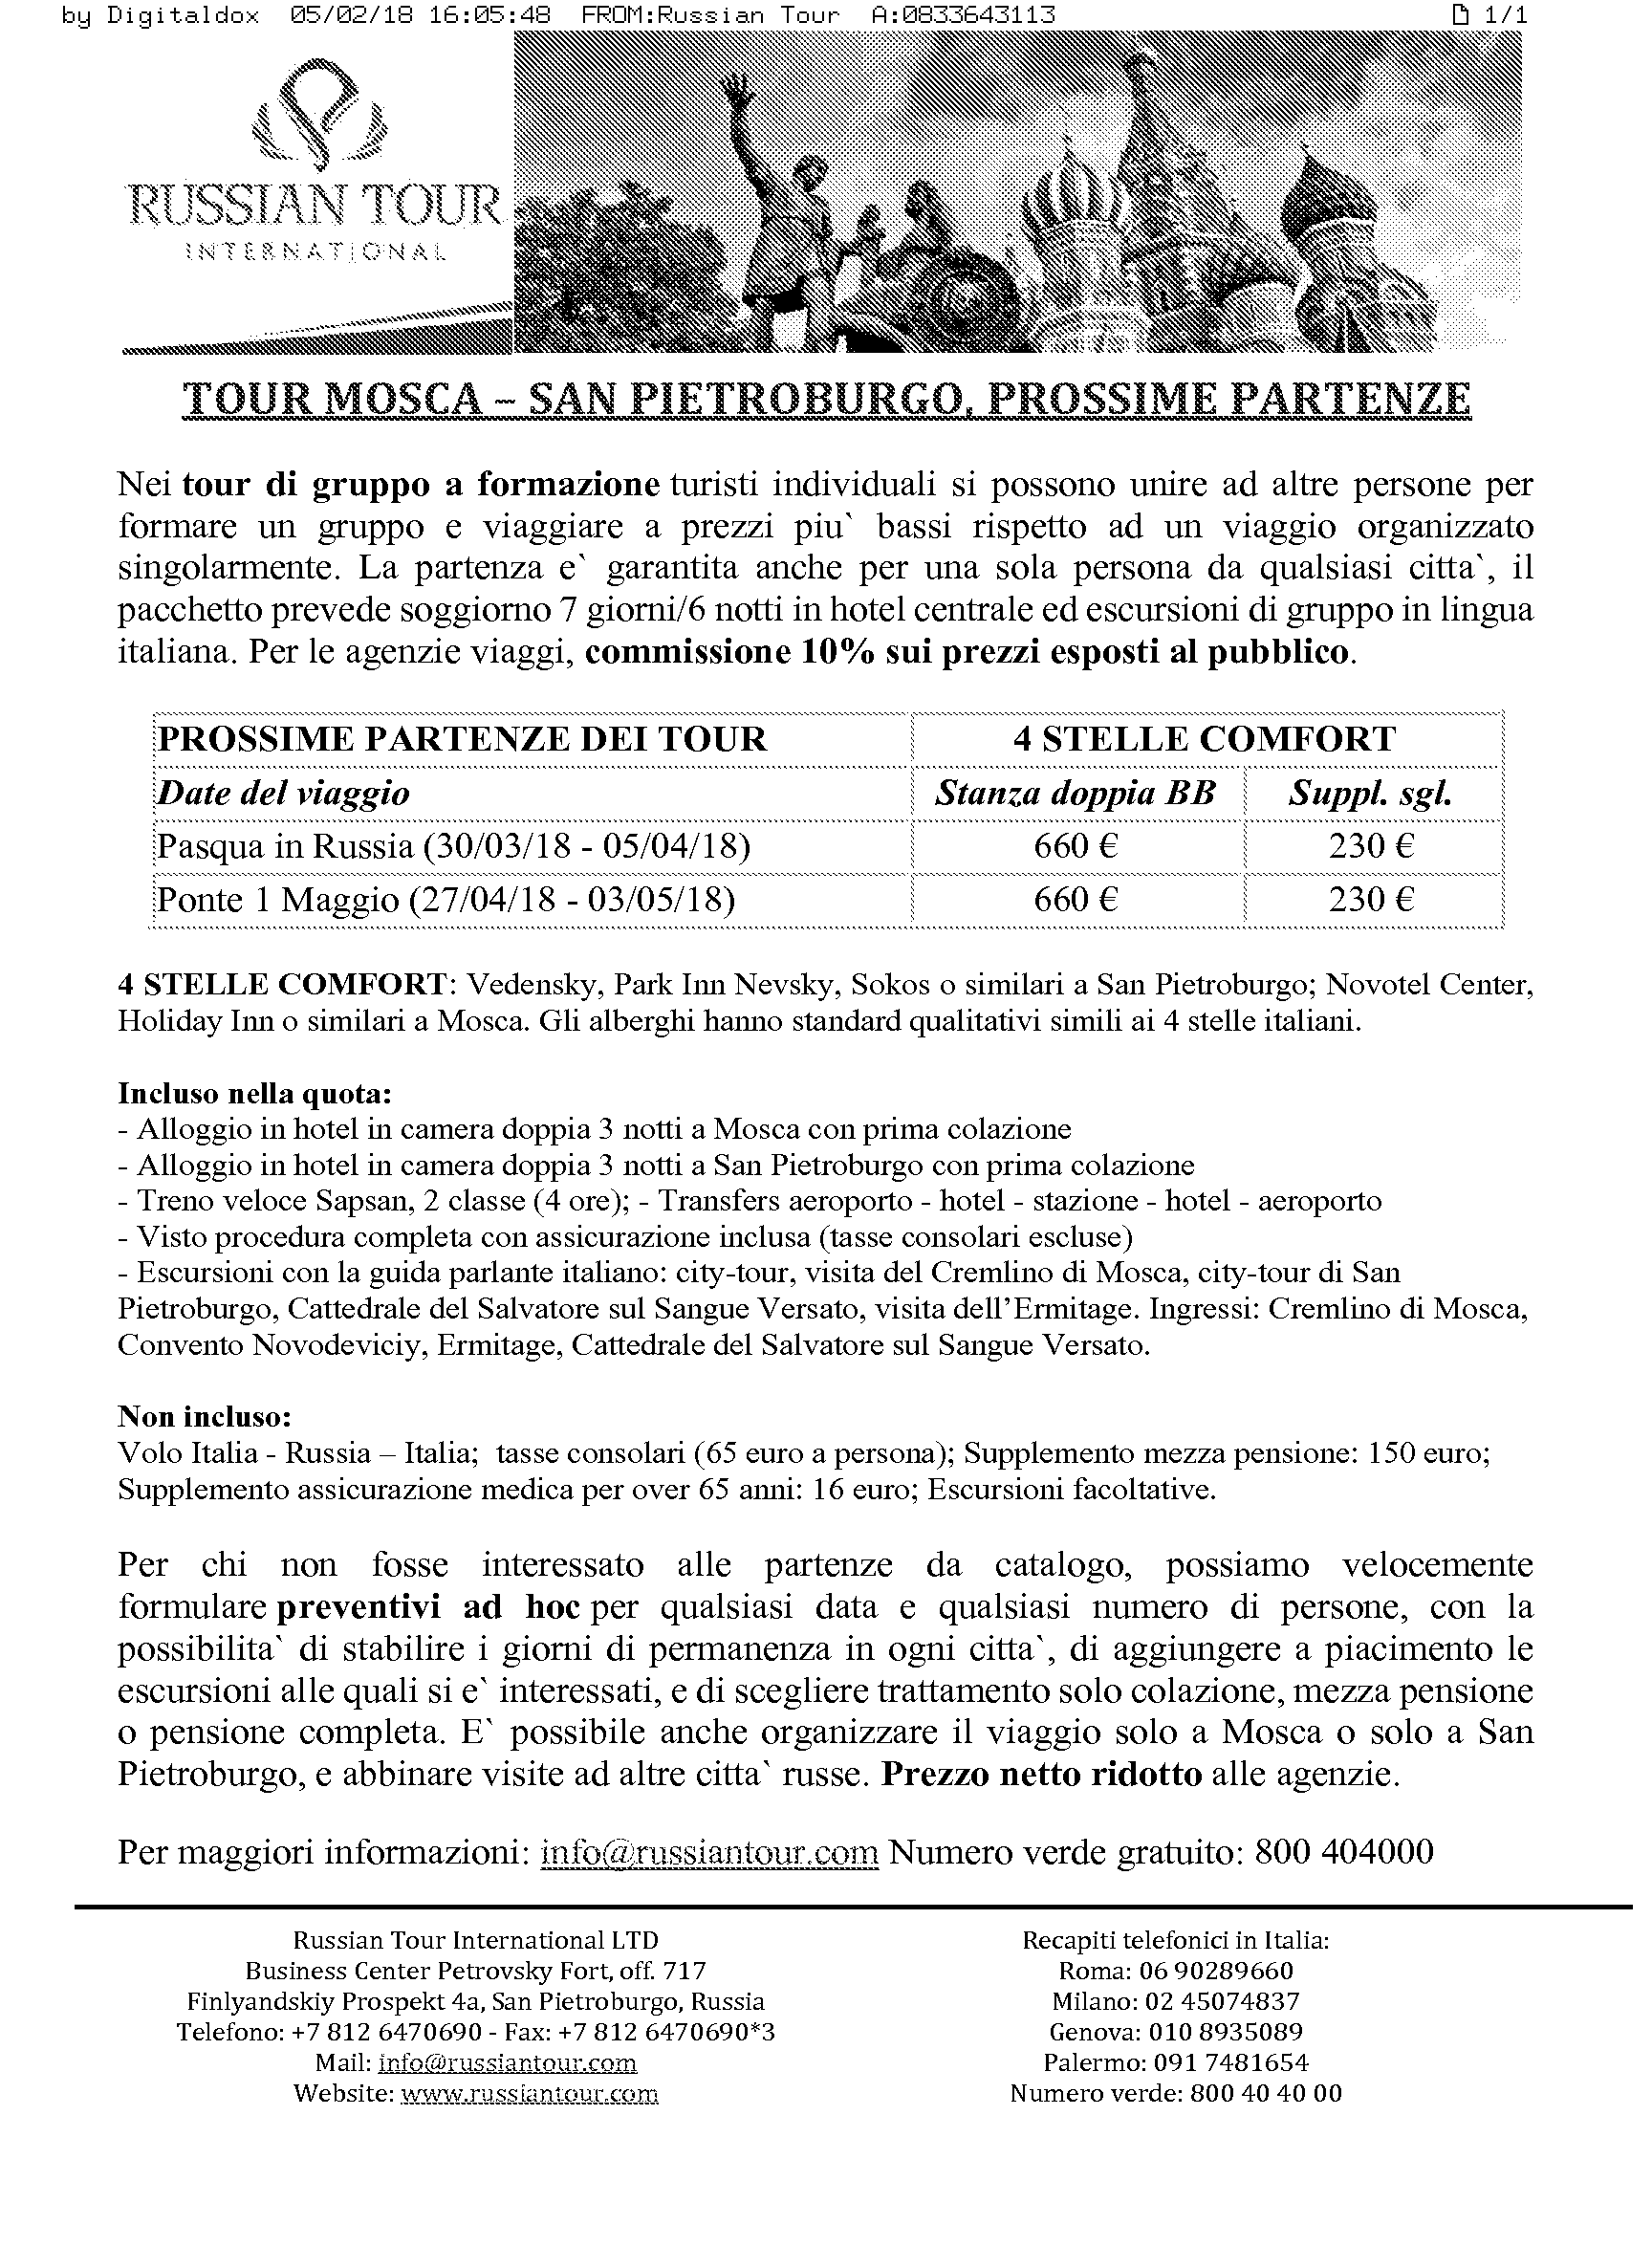 by Digitaldox 05/02/18 16:05:48 FROM:Russian Tour A:0833643113 1/1
RUSSIAN TOUR
INTERNATIONAL
TOUR MOSCA – SAN PIETROBURGO, PROSSIME PARTENZE
Nei tour di gruppo a formazione turisti individuali si possono unire ad altre persone per
formare un gruppo e viaggiare a prezzi piu` bassi rispetto ad un viaggio organizzato
singolarmente. La partenza e` garantita anche per una sola persona da qualsiasi citta`, il
pacchetto prevede soggiorno 7 giorni/6 notti in hotel centrale ed escursioni di gruppo in lingua
italiana. Per le agenzie viaggi, commissione 10% sui prezzi esposti al pubblico.
PROSSIME PARTENZE DEI TOUR 4 STELLE COMFORT
Date del viaggio Stanza doppia BB Suppl. sgl.
Pasqua in Russia (30/03/18 - 05/04/18) 660 € 230 €
Ponte 1 Maggio (27/04/18 - 03/05/18) 660 € 230 €
4 STELLE COMFORT: Vedensky, Park Inn Nevsky, Sokos o similari a San Pietroburgo; Novotel Center,
Holiday Inn o similari a Mosca. Gli alberghi hanno standard qualitativi simili ai 4 stelle italiani.
Incluso nella quota:
- Alloggio in hotel in camera doppia 3 notti a Mosca con prima colazione
- Alloggio in hotel in camera doppia 3 notti a San Pietroburgo con prima colazione
- Treno veloce Sapsan, 2 classe (4 ore); - Transfers aeroporto - hotel - stazione - hotel - aeroporto
- Visto procedura completa con assicurazione inclusa (tasse consolari escluse)
- Escursioni con la guida parlante italiano: city-tour, visita del Cremlino di Mosca, city-tour di San
Pietroburgo, Cattedrale del Salvatore sul Sangue Versato, visita dell’Ermitage. Ingressi: Cremlino di Mosca,
Convento Novodeviciy, Ermitage, Cattedrale del Salvatore sul Sangue Versato.
Non incluso:
Volo Italia - Russia – Italia; tasse consolari (65 euro a persona); Supplemento mezza pensione: 150 euro;
Supplemento assicurazione medica per over 65 anni: 16 euro; Escursioni facoltative.
Per chi non fosse interessato alle partenze da catalogo, possiamo velocemente
formulare preventivi ad hoc per qualsiasi data e qualsiasi numero di persone, con la
possibilita` di stabilire i giorni di permanenza in ogni citta`, di aggiungere a piacimento le
escursioni alle quali si e` interessati, e di scegliere trattamento solo colazione, mezza pensione
o pensione completa. E` possibile anche organizzare il viaggio solo a Mosca o solo a San
Pietroburgo, e abbinare visite ad altre citta` russe. Prezzo netto ridotto alle agenzie.
Per maggiori informazioni: info@russiantour.com Numero verde gratuito: 800 404000
Russian Tour International LTD
Business Center Petrovsky Fort, off. 717
Finlyandskiy Prospekt 4a, San Pietroburgo, Russia
Telefono: +7 812 6470690 - Fax: +7 812 6470690*3
Mail: info@russiantour.com
Website: www.russiantour.com
Recapiti telefonici in Italia:
Roma: 06 90289660
Milano: 02 45074837
Genova: 010 8935089
Palermo: 091 7481654
Numero verde: 800 40 40 00